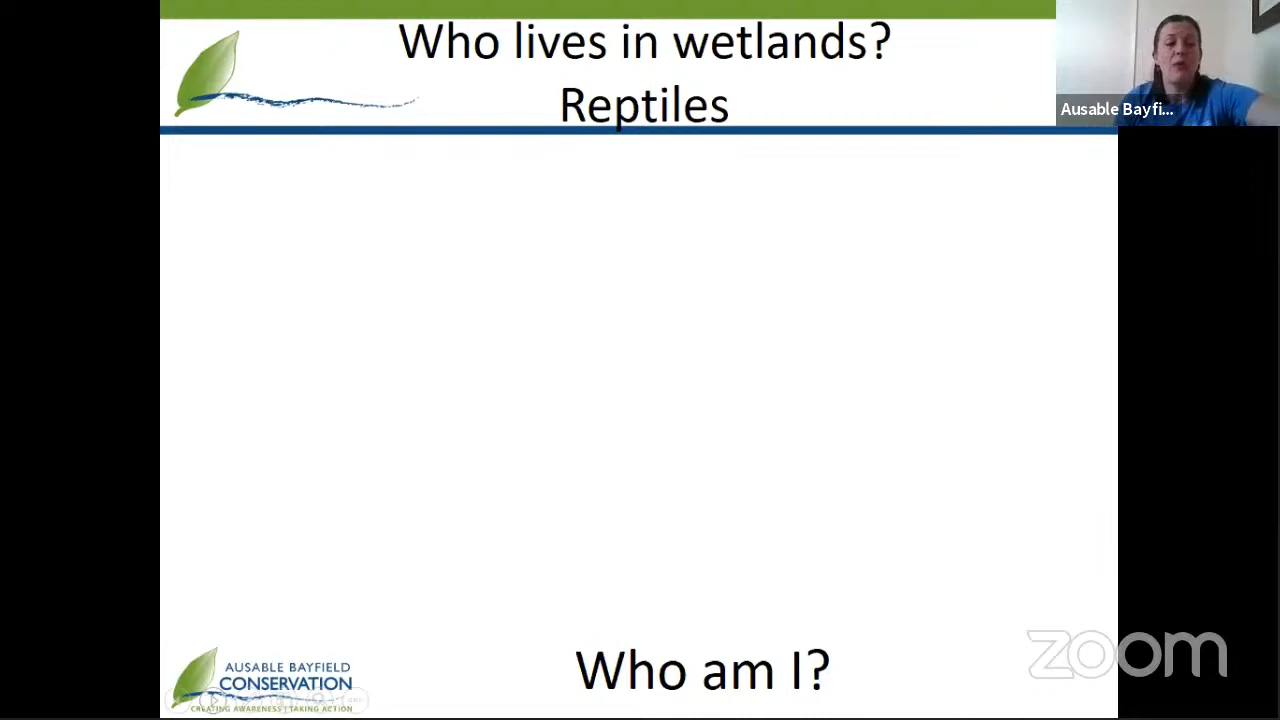 Who lives in wetlands?
Reptiles
Ausable Bayfi...
Who am I?
AUSABLE BAYFIELD
CONSERVATION
CREATING AWARENESS | TAKING ACTION
zoom